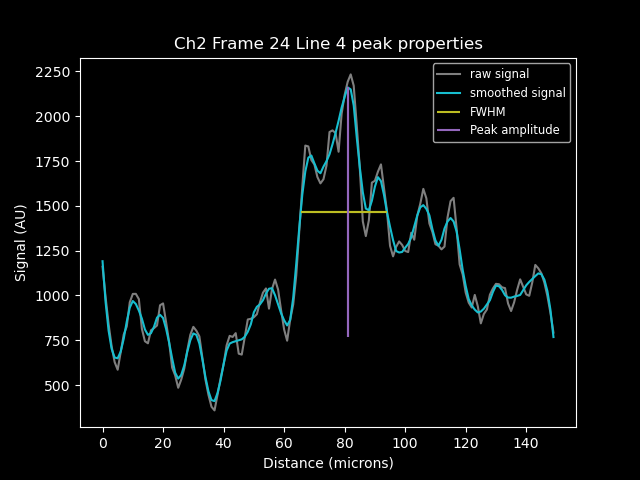 Ch2 Frame 24 Line 4 peak properties
raw signal
smoothed signal
FWHM
Peak amplitude
2250
2000
1750
1500
1250
1000
750
500
Signal (AU)
0 20 40 60 80 100 120 140
Distance (microns)